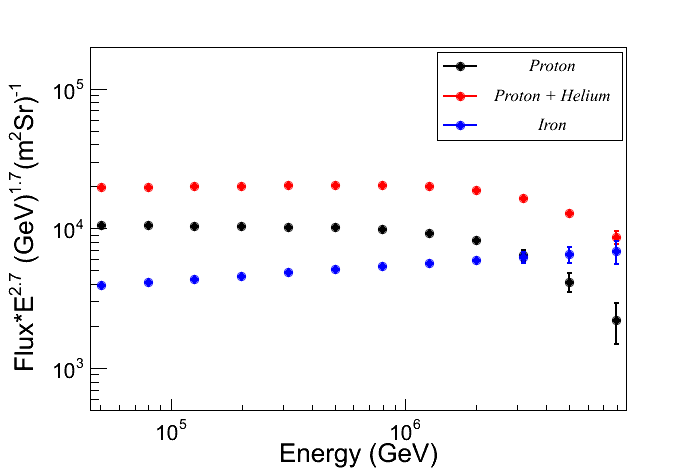 Proton
Proton + Helium
Iron
10^5
10^4
10^3
Flux*E^2.7 (GeV)^1.7(m^2Sr)^-1
10^5
10^6
Energy (GeV)